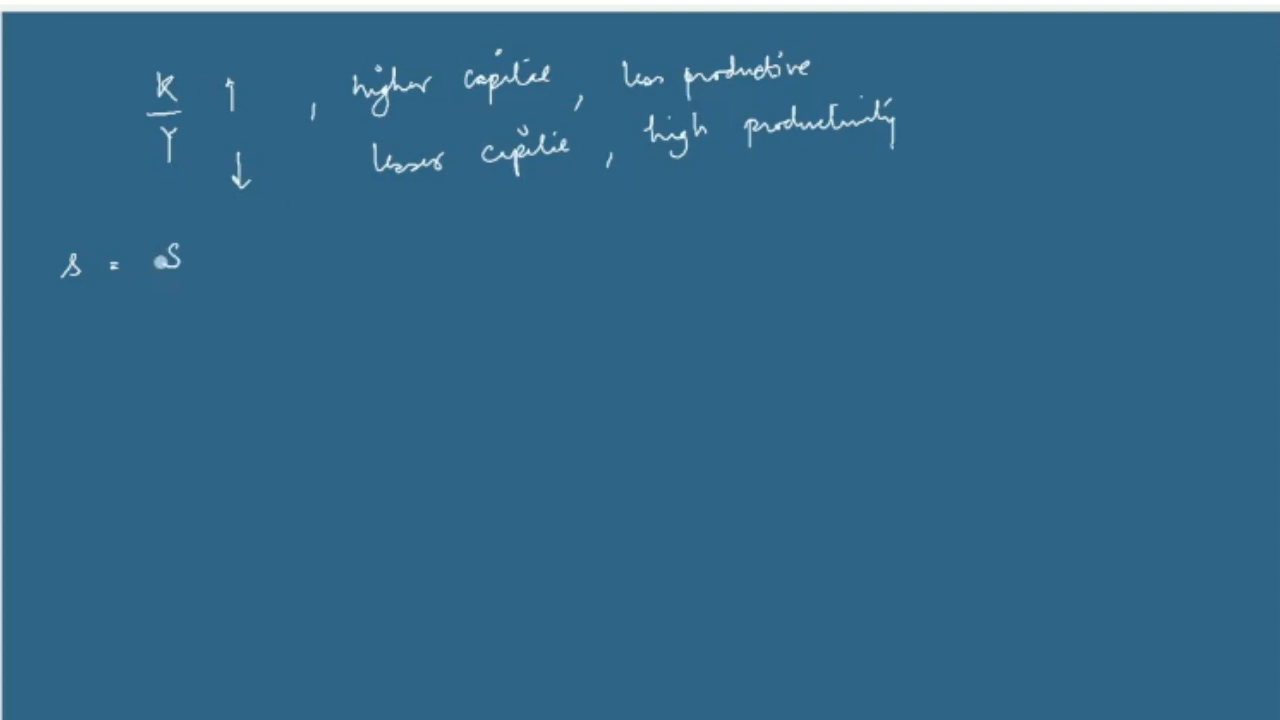 K/Y ↑ , higher capital , less productive
↓ lesser capital , high productivity
s = S